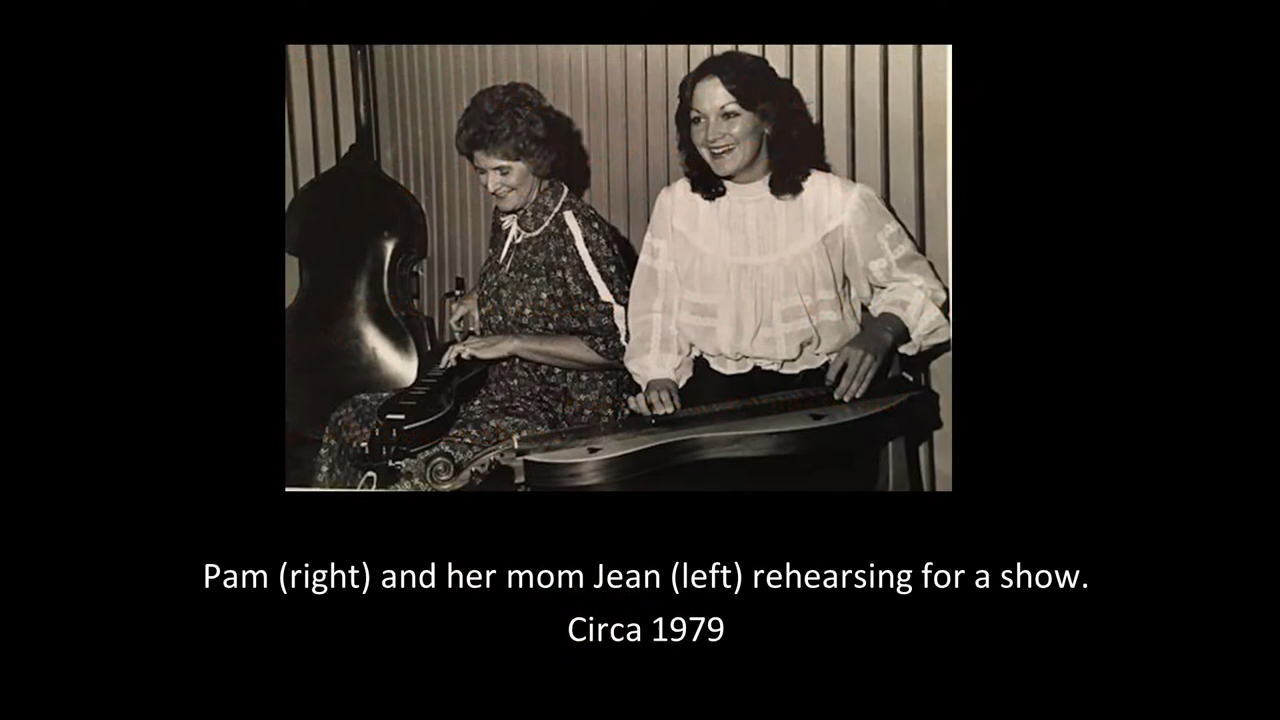 Pam (right) and her mom Jean (left) rehearsing for a show.
Circa 1979